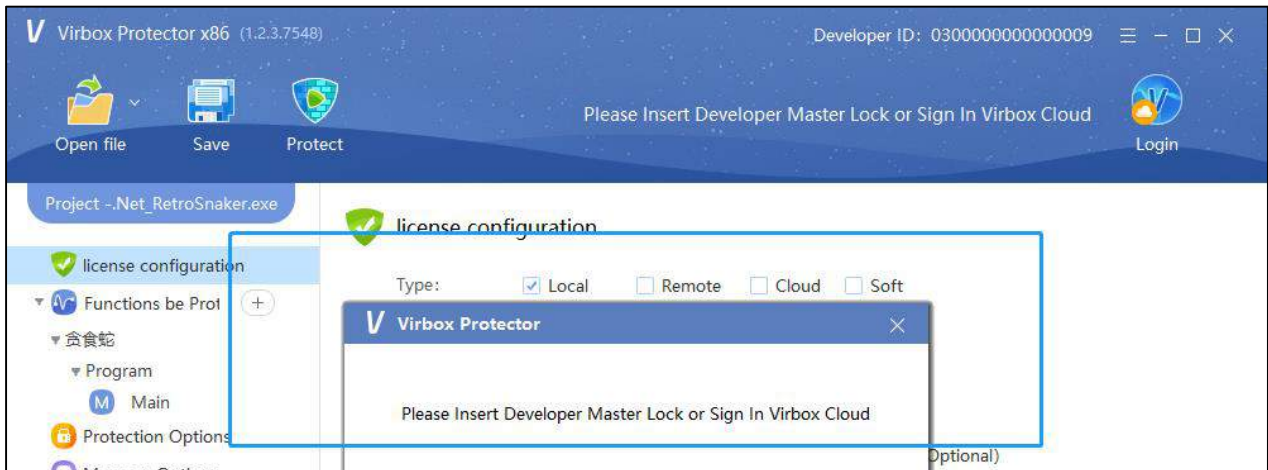 V Virbox Protector x86 (1.2.3.7548)
Developer ID: 0300000000000009
Please Insert Developer Master Lock or Sign In Virbox Cloud
Open file
Save
Protect
Login
Project -.Net_RetroSnaker.exe
license configuration
Functions be Prot
贪食蛇
Program
M Main
Protection Options
license configuration
Type:
Local
Remote
Cloud
Soft
V Virbox Protector
Please Insert Developer Master Lock or Sign In Virbox Cloud
Optional)